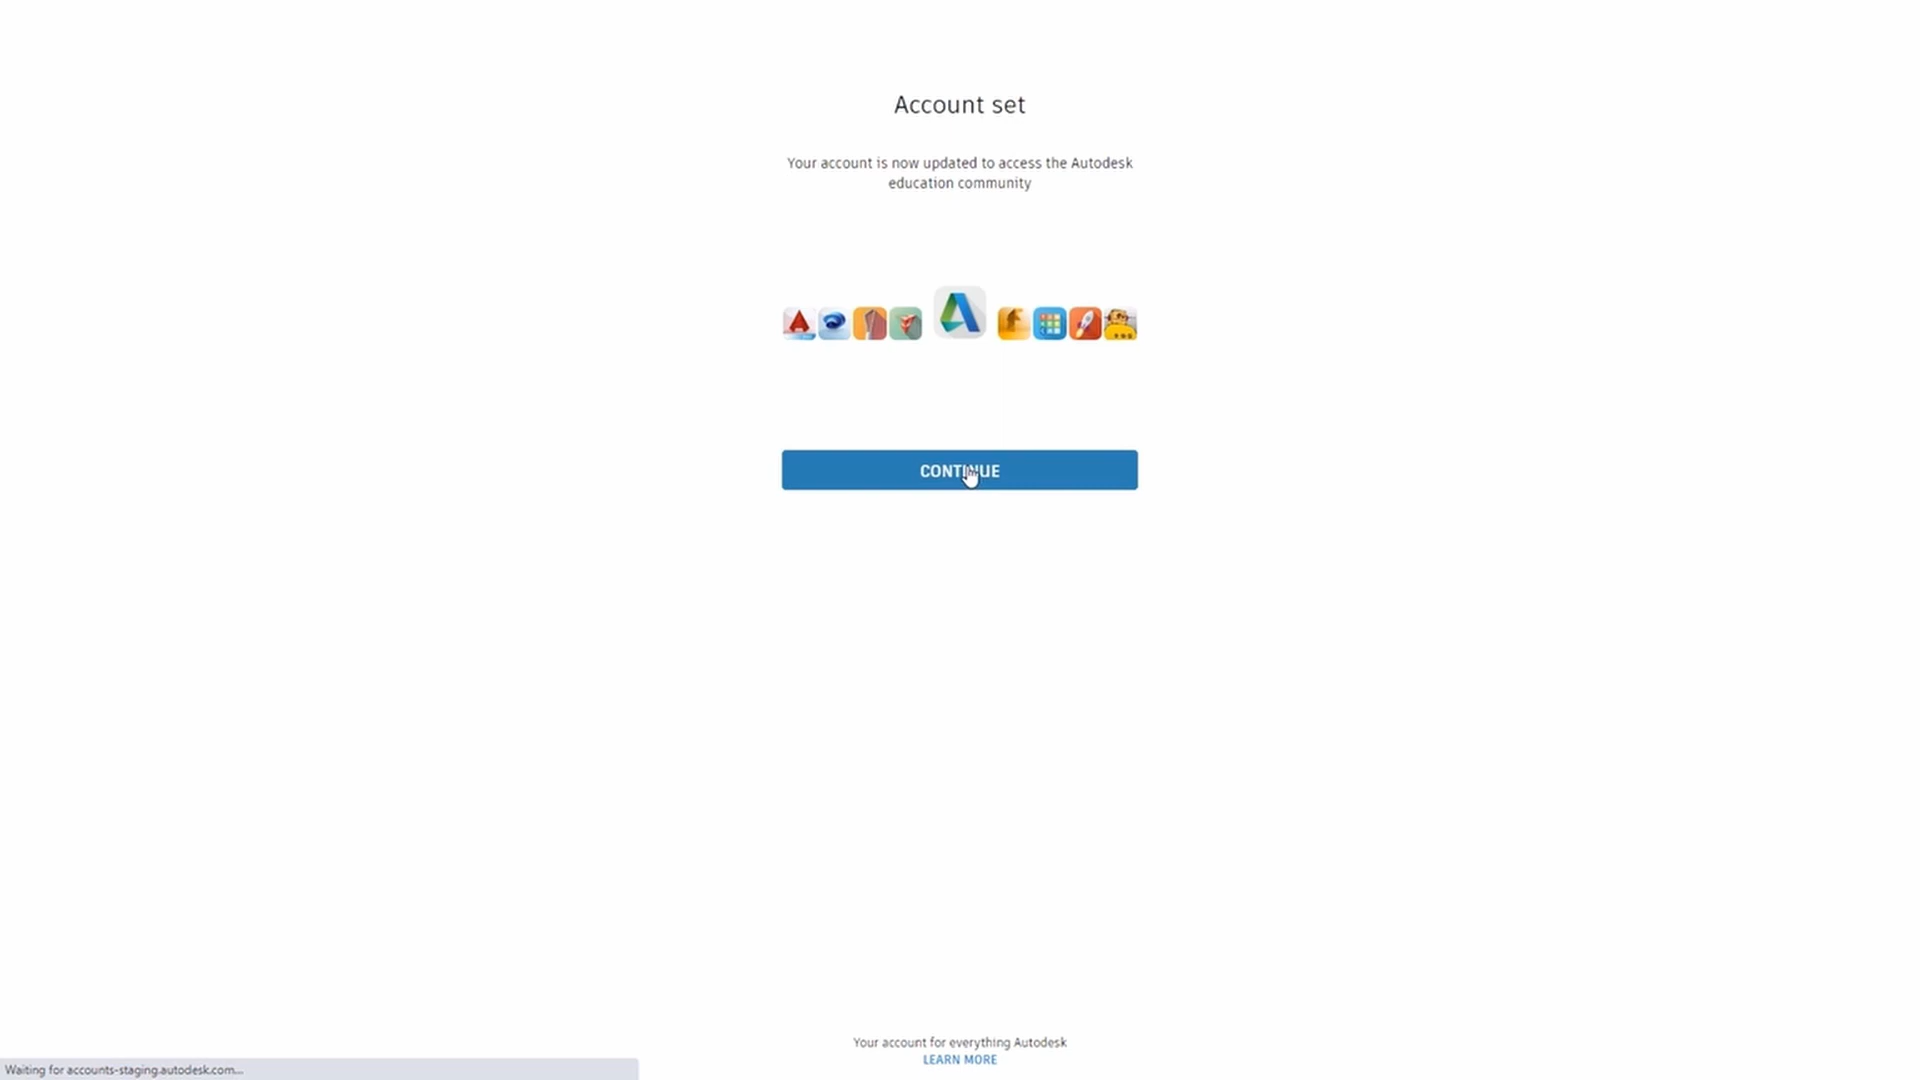 Account set
Your account is now updated to access the Autodesk
education community
CONTINUE
Your account for everything Autodesk
LEARN MORE
Waiting for accounts-staging.autodesk.com...